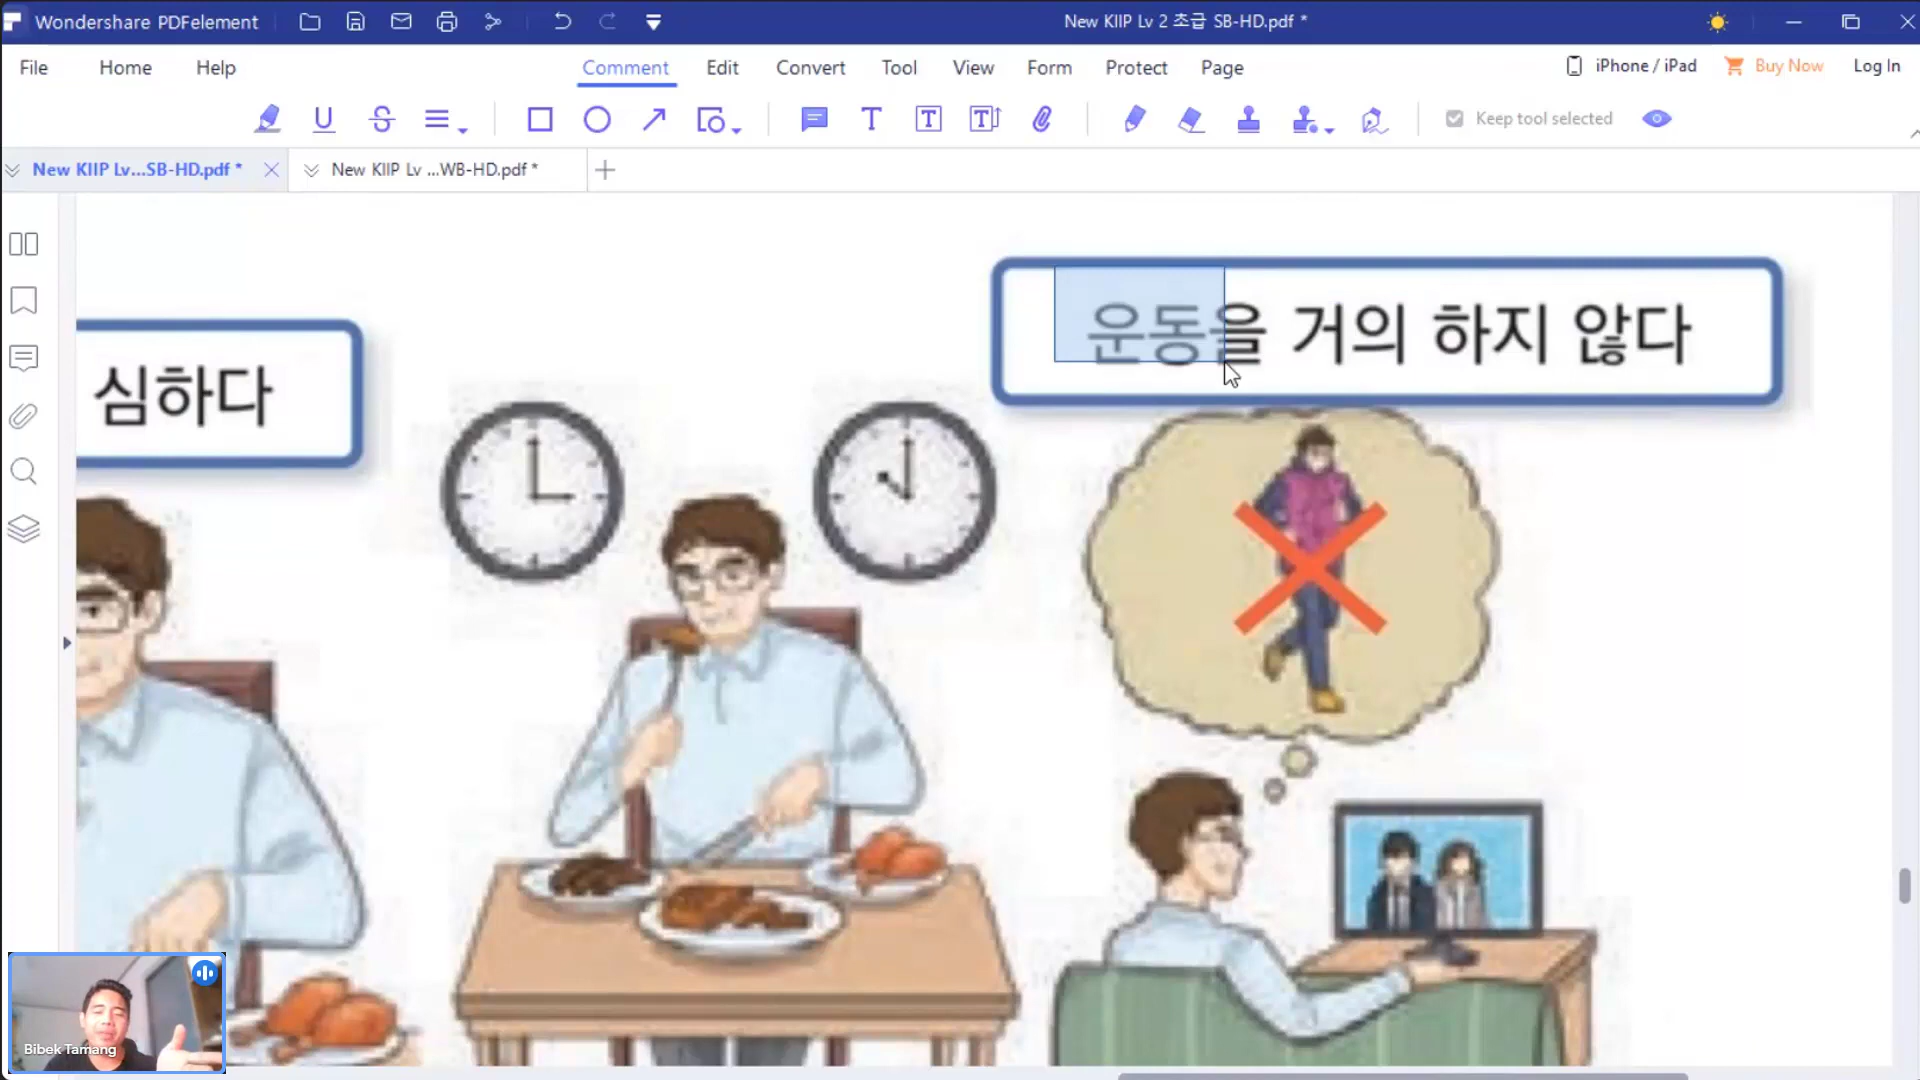 Wondershare PDFelement
New KIIP Lv 2 초급 SB-HD.pdf *
File
Home
Help
Comment
Edit
Convert
Tool
View
Form
Protect
Page
iPhone / iPad
Buy Now
Log In
Keep tool selected
New KIIP Lv...SB-HD.pdf *
New KIIP Lv ...WB-HD.pdf *
운동을 거의 하지 않다
심하다
Bibek Tamang